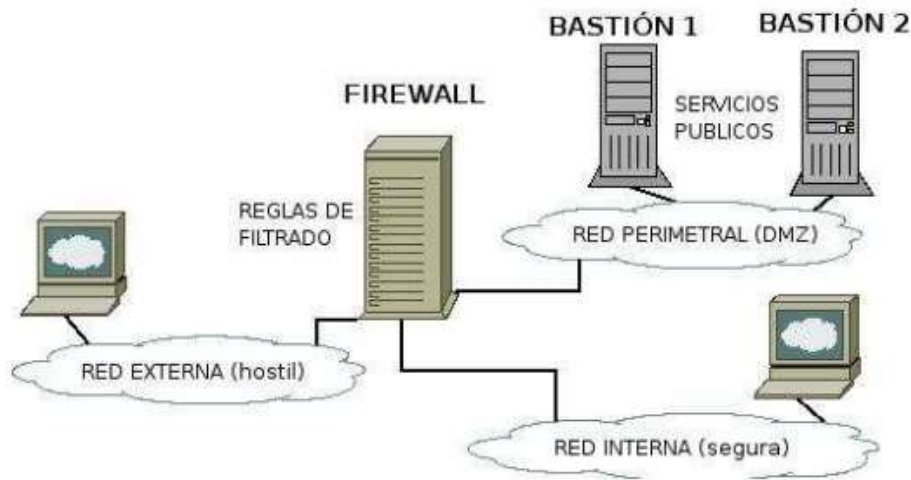 BASTIÓN 1
BASTIÓN 2
FIREWALL
SERVICIOS
PUBLICOS
REGLAS DE
FILTRADO
RED PERIMETRAL (DMZ)
RED EXTERNA (hostil)
RED INTERNA (segura)